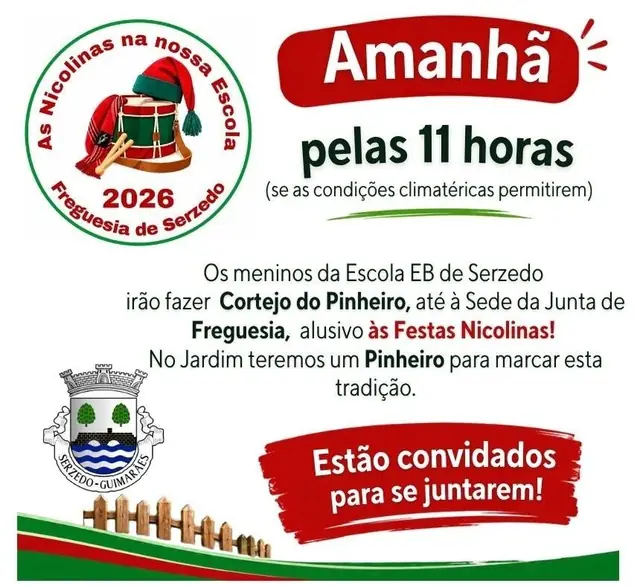 As Nicolinas na nossa Escola
2026
Freguesia de Serzedo
Amanhã
pelas 11 horas
(se as condições climatéricas permitirem)
Os meninos da Escola EB de Serzedo
irão fazer Cortejo do Pinheiro, até à Sede da Junta de
Freguesia, alusivo às Festas Nicolinas!
No Jardim teremos um Pinheiro para marcar esta
tradição.
SERZEDO - GUIMARÃES
Estão convidados
para se juntarem!